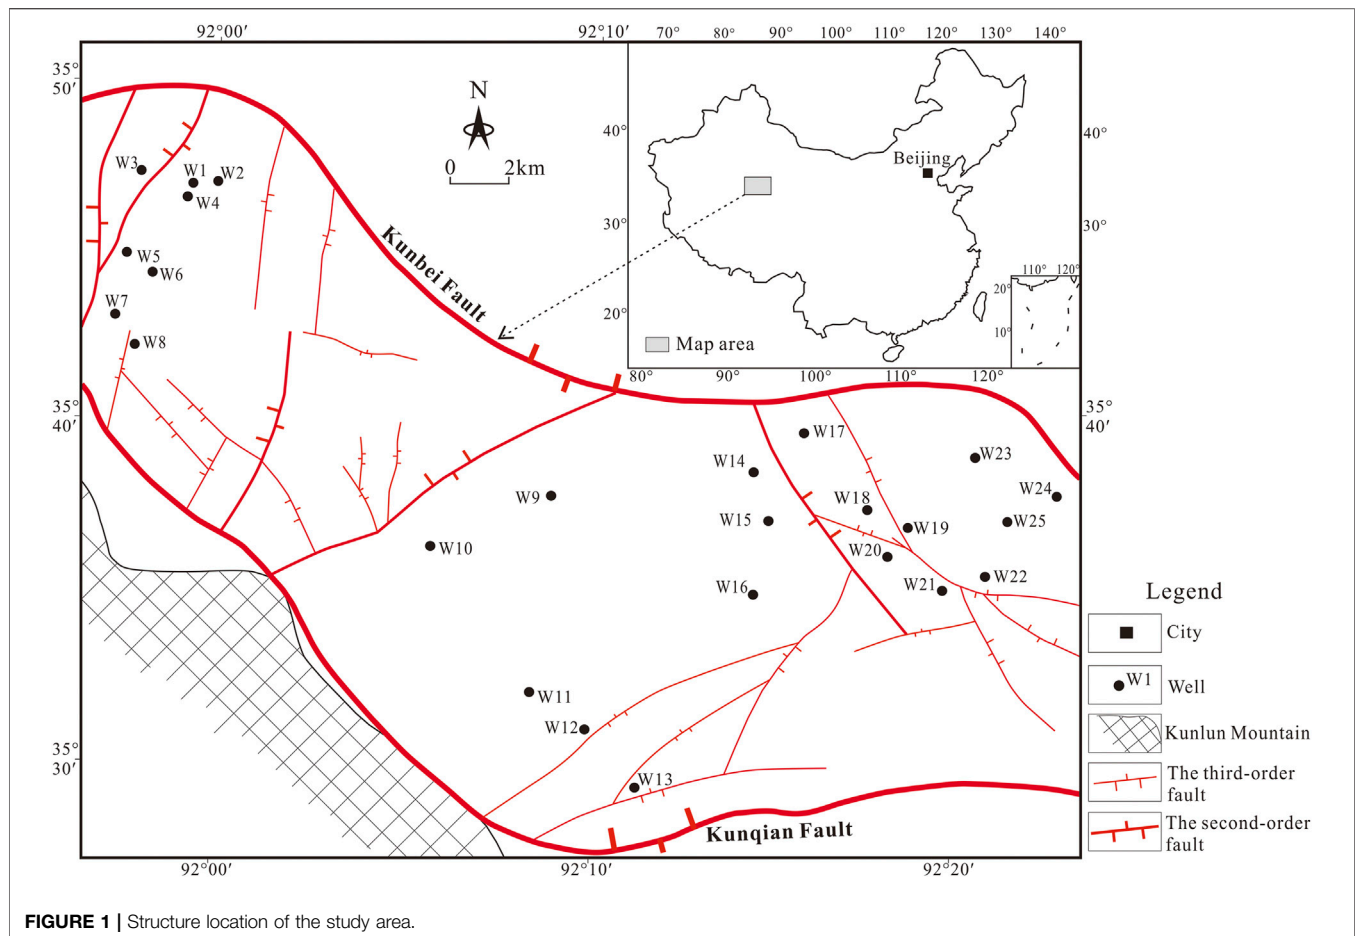 92°00′
92°10′
70°
80°
90°
100°
110°
120°
130°
140°
35°
50′
N
0
2km
40°
40°
Beijing
W3
W1
W2
W4
30°
30°
Kunbei Fault
W5
W6
110°
120°
20°
10°
20°
W7
W8
Map area
80°
90°
100°
110°
120°
35°
40′
35°
40′
W17
W14
W23
W9
W18
W24
W15
W19
W25
W10
W20
W16
W21
W22
Legend
City
W1
Well
W11
W12
Kunlun Mountain
35°
30′
W13
The third-order
fault
Kunqian Fault
The second-order
fault
92°00′
92°10′
92°20′
FIGURE 1 | Structure location of the study area.